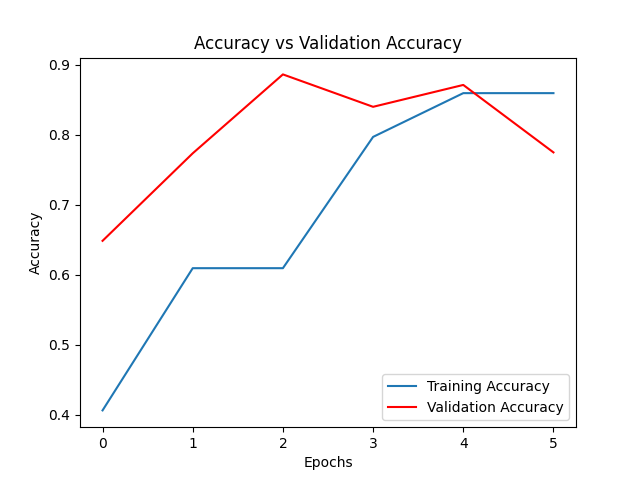 Accuracy vs Validation Accuracy
0.9
0.8
0.7
0.6
0.5
0.4
Accuracy
0 1 2 3 4 5
Epochs
Training Accuracy
Validation Accuracy